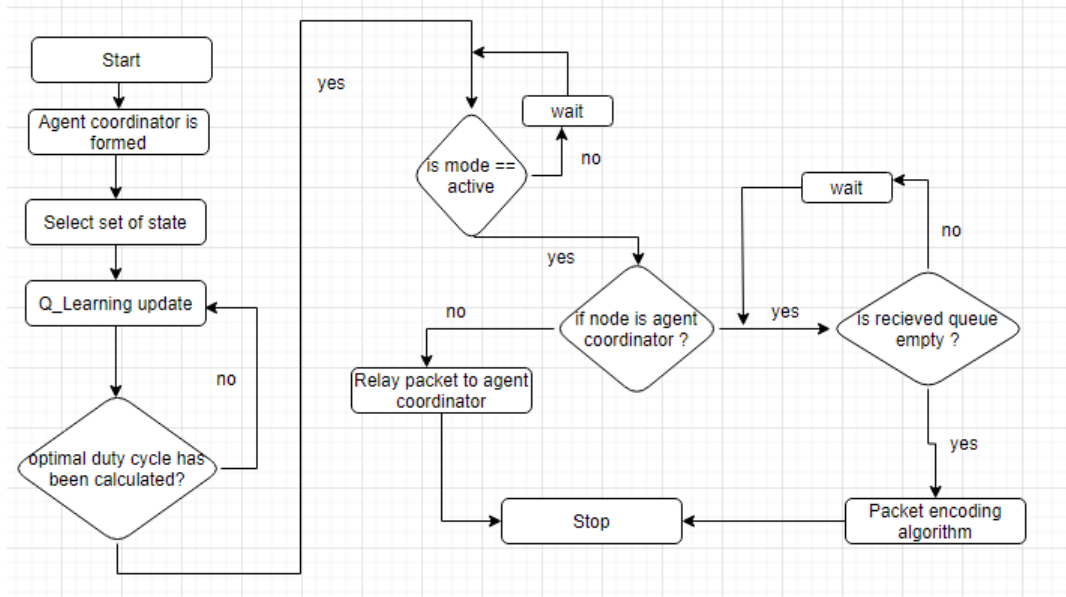 Start
Agent coordinator is
formed
Select set of state
Q_Learning update
no
optimal duty cycle has
been calculated?
yes
wait
no
is mode ==
active
yes
if node is agent
coordinator ?
no
Relay packet to agent
coordinator
yes
wait
no
is recieved queue
empty ?
yes
Packet encoding
algorithm
Stop